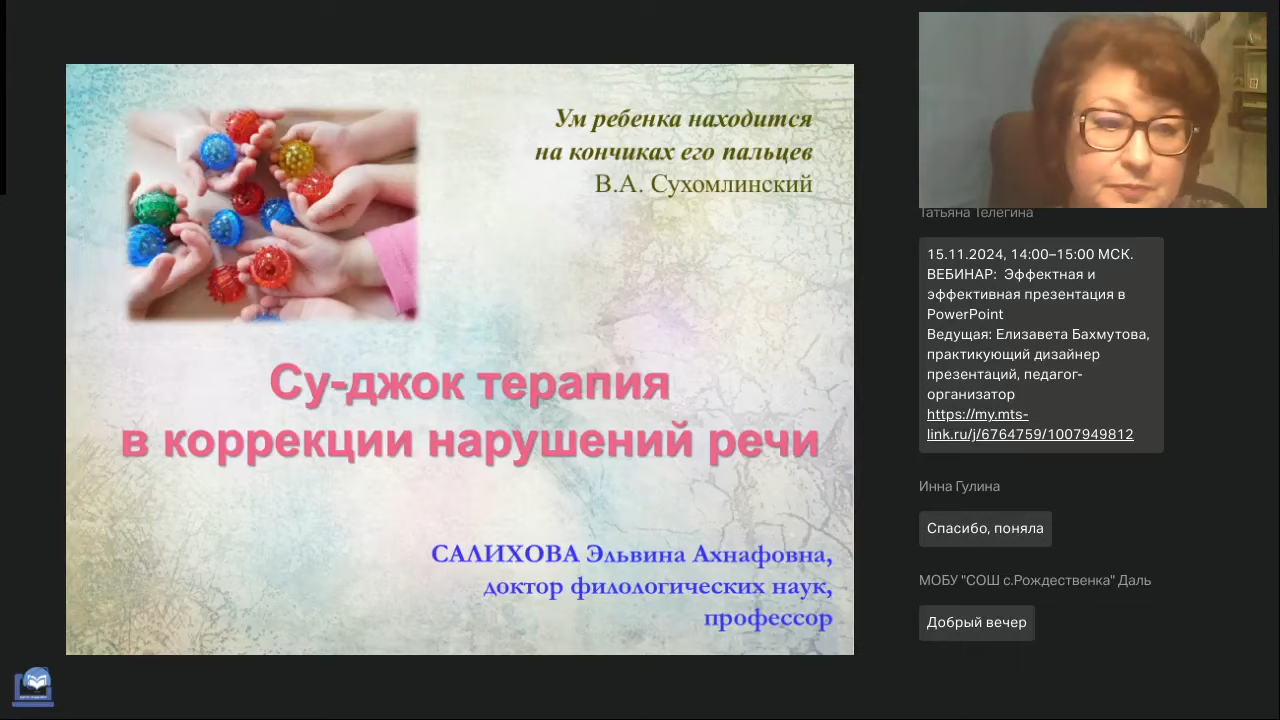 Ум ребенка находится
на кончиках его пальцев
В.А. Сухомлинский
Су-джок терапия
в коррекции нарушений речи
САЛИХОВА Эльвина Ахнафовна,
доктор филологических наук,
профессор
Татьяна Телегина
15.11.2024, 14:00–15:00 МСК.
ВЕБИНАР:  Эффектная и
эффективная презентация в
PowerPoint
Ведущая: Елизавета Бахмутова,
практикующий дизайнер
презентаций, педагог-
организатор
https://my.mts-
link.ru/j/6764759/1007949812
Инна Гулина
Спасибо, поняла
МОБУ "СОШ с.Рождественка" Даль
Добрый вечер